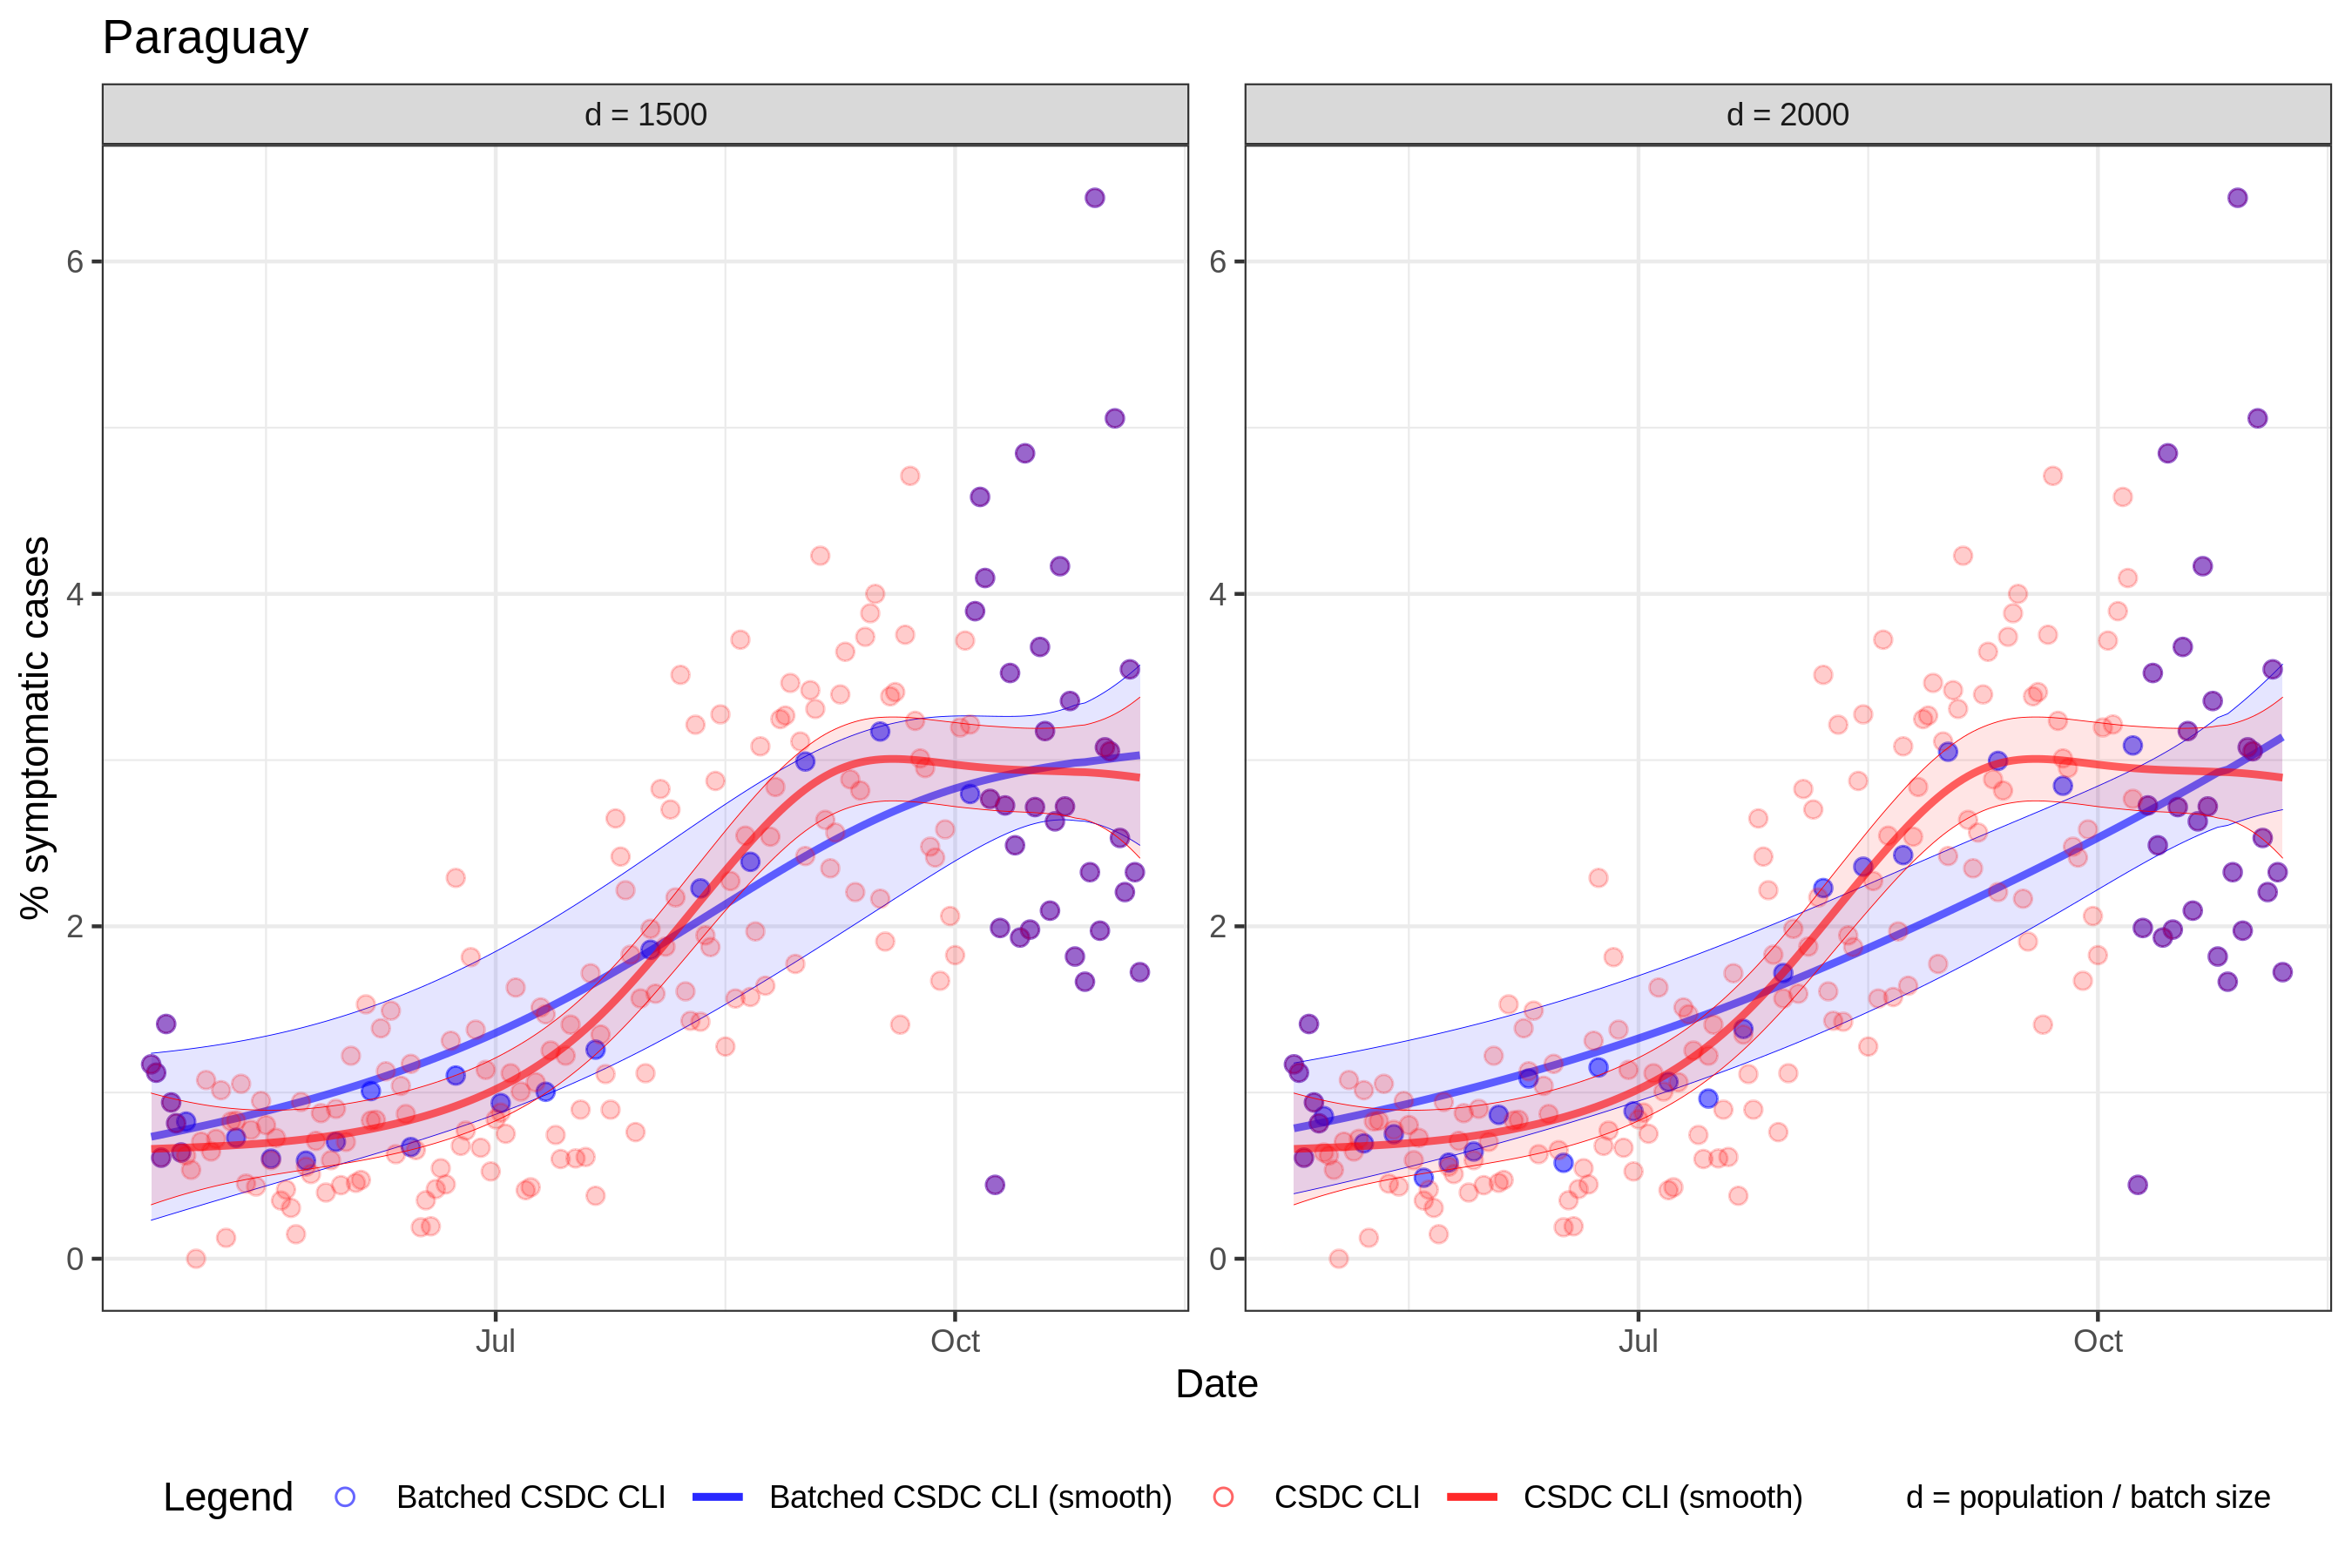 Paraguay
d = 1500
d = 2000
% symptomatic cases
6
4
2
0
6
4
2
0
Jul
Oct
Jul
Oct
Date
Legend
Batched CSDC CLI
Batched CSDC CLI (smooth)
CSDC CLI
CSDC CLI (smooth)
d = population / batch size